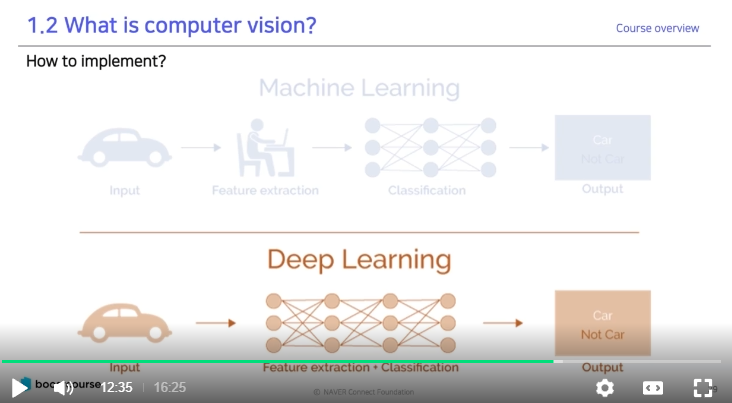 1.2 What is computer vision?
Course overview
How to implement?
Machine Learning
Car
Not Car
Input
Feature extraction
Classification
Output
Deep Learning
Car
Not Car
Input
Feature extraction + Classification
Output
12:35 16:25
© NAVER Connect Foundation